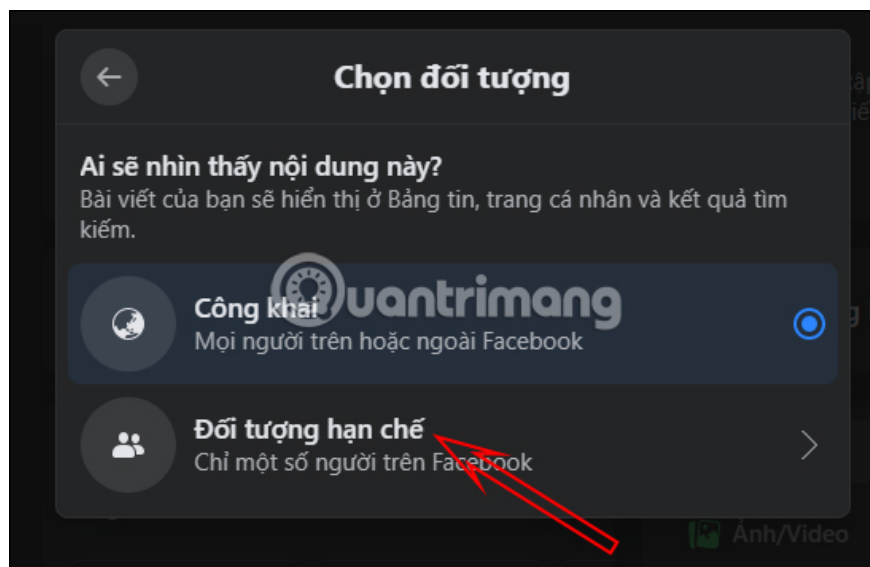 Chọn đối tượng
Ai sẽ nhìn thấy nội dung này?
Bài viết của bạn sẽ hiển thị ở Bảng tin, trang cá nhân và kết quả tìm
kiếm.
Quantrimang
Công khai
Mọi người trên hoặc ngoài Facebook
Đối tượng hạn chế
Chỉ một số người trên Facebook
Ảnh/Video